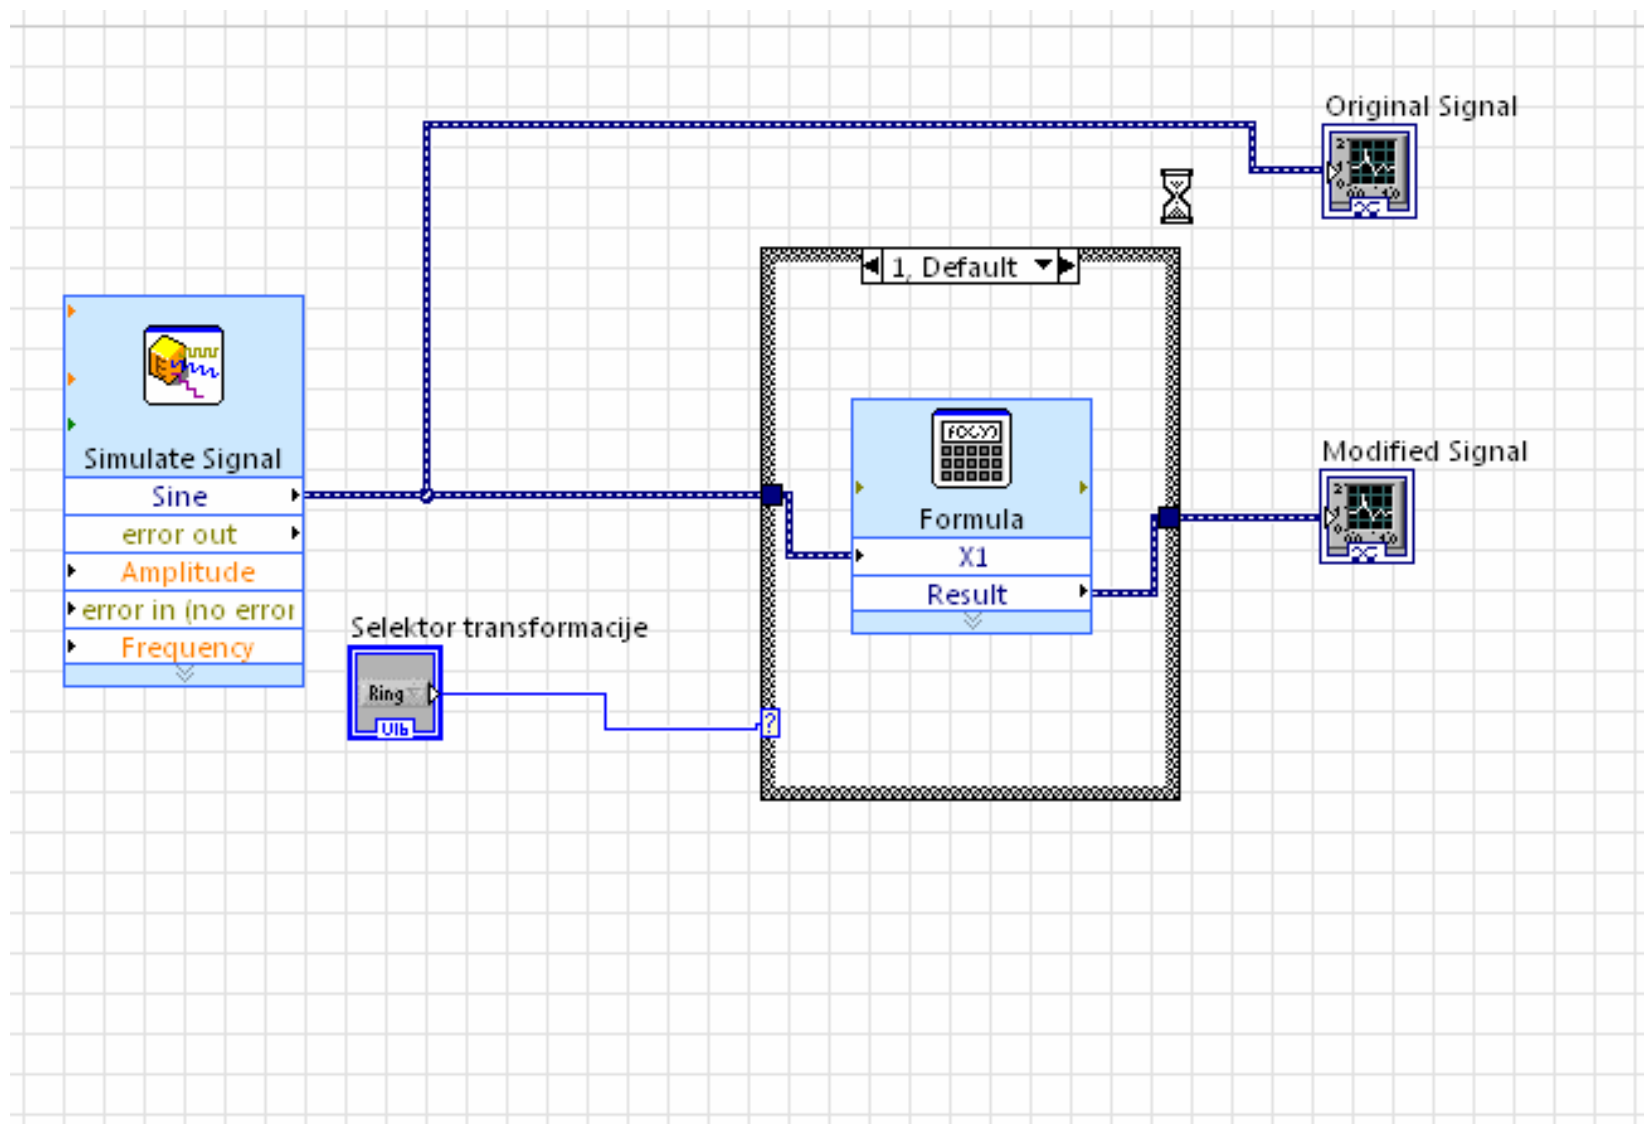 Original Signal
1, Default
Simulate Signal
Sine
error out
Amplitude
error in (no error
Frequency
Formula
X1
Result
Modified Signal
Selektor transformacije
Ring
U16
?